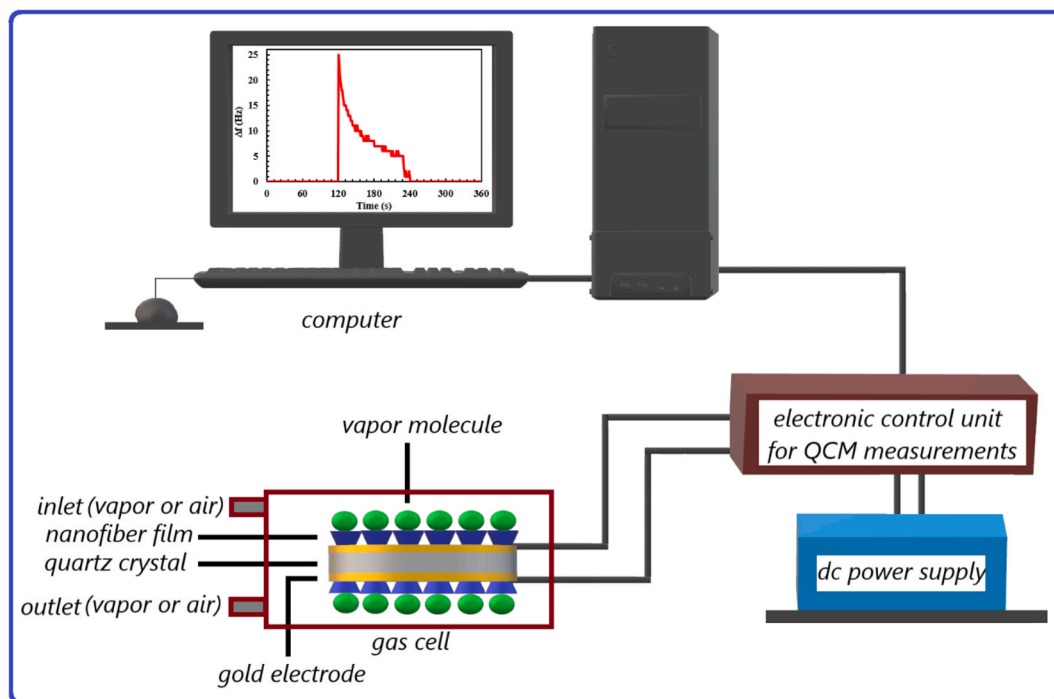 25
20
15
10
5
0
Δf (Hz)
0 60 120 180 240 300 360
Time (s)
computer
vapor molecule
electronic control unit
for QCM measurements
inlet (vapor or air)
nanofiber film
quartz crystal
outlet (vapor or air)
gas cell
gold electrode
dc power supply